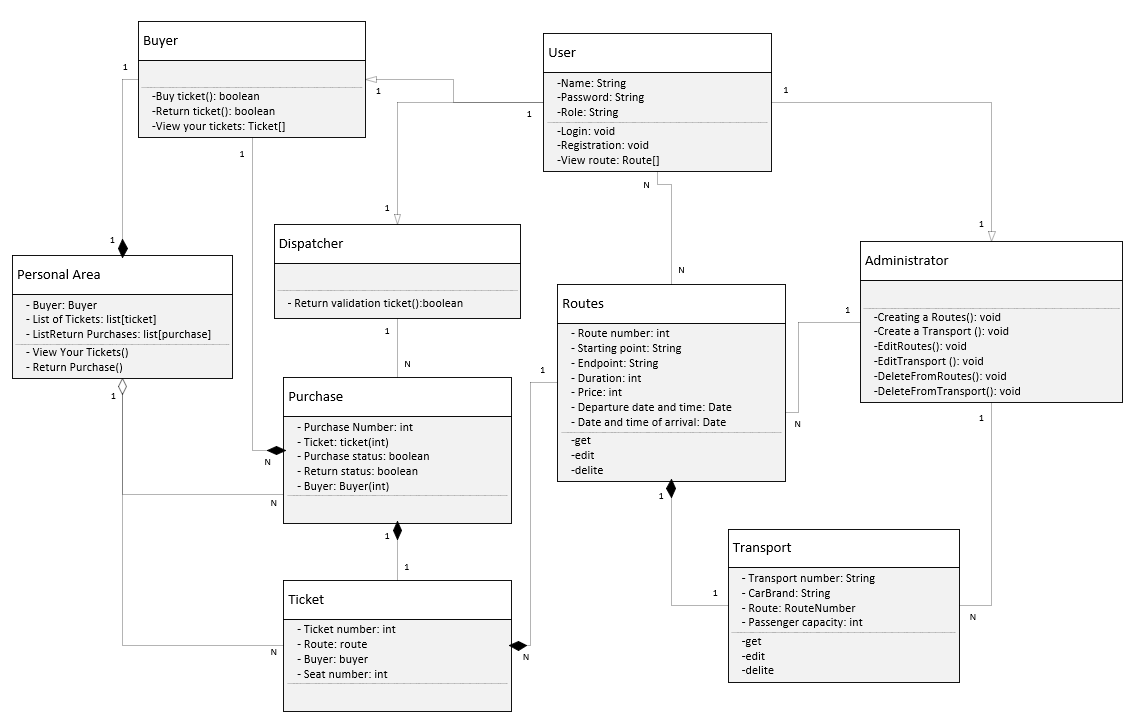 Buyer
-Buy ticket(): boolean
-Return ticket(): boolean
-View your tickets: Ticket[]
User
-Name: String
-Password: String
-Role: String
-Login: void
-Registration: void
-View route: Route[]
1
1
1
1
1
N
1
1
1
N
Dispatcher
- Return validation ticket():boolean
Administrator
-Creating a Routes(): void
-Create a Transport (): void
-EditRoutes(): void
-EditTransport (): void
-DeleteFromRoutes(): void
-DeleteFromTransport(): void
Personal Area
- Buyer: Buyer
- List of Tickets: list[ticket]
- ListReturn Purchases: list[purchase]
- View Your Tickets()
- Return Purchase()
Routes
- Route number: int
- Starting point: String
- Endpoint: String
- Duration: int
- Price: int
- Departure date and time: Date
- Date and time of arrival: Date
-get
-edit
-delite
1
1
N
1
1
N
1
Purchase
- Purchase Number: int
- Ticket: ticket(int)
- Purchase status: boolean
- Return status: boolean
- Buyer: Buyer(int)
N
N
1
1
1
1
N
Transport
- Transport number: String
- CarBrand: String
- Route: RouteNumber
- Passenger capacity: int
-get
-edit
-delite
Ticket
- Ticket number: int
- Route: route
- Buyer: buyer
- Seat number: int
N
N